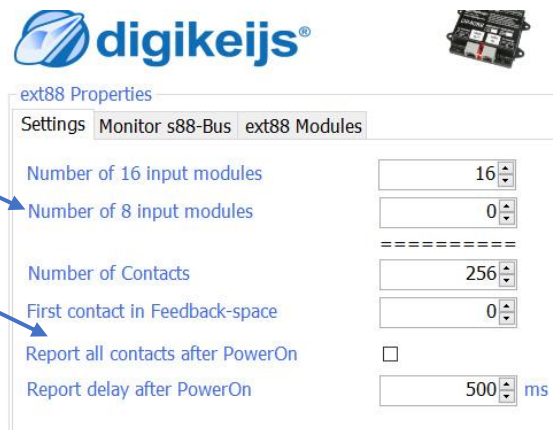 digikeijs®
ext88 Properties
Settings Monitor s88-Bus ext88 Modules
Number of 16 input modules 16
Number of 8 input modules 0
==========
Number of Contacts 256
First contact in Feedback-space 0
Report all contacts after PowerOn
Report delay after PowerOn 500 ms